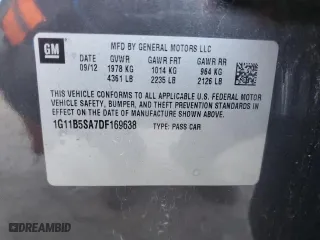 GM
MFD BY GENERAL MOTORS LLC
DATE GVWR GAWR FRT GAWR RR
09/12 1978 KG 1014 KG 964 KG
4361 LB 2235 LB 2126 LB
THIS VEHICLE CONFORMS TO ALL APPLICABLE U.S. FEDERAL MOTOR
VEHICLE SAFETY, BUMPER, AND THEFT PREVENTION STANDARDS IN
EFFECT ON THE DATE OF MANUFACTURE SHOWN ABOVE.
1G11B5SA7DF169638 TYPE: PASS CAR